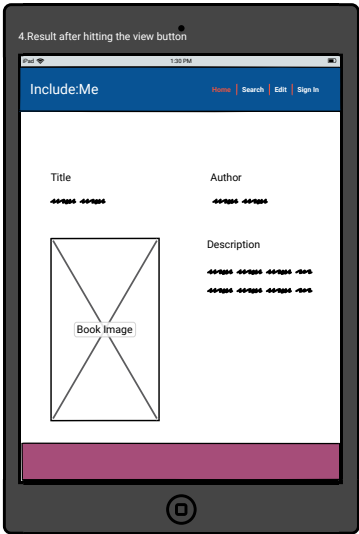 4.Result after hitting the view button
iPad 1:30 PM
Include:Me Home Search Edit Sign In
Title Author
Description
Book Image